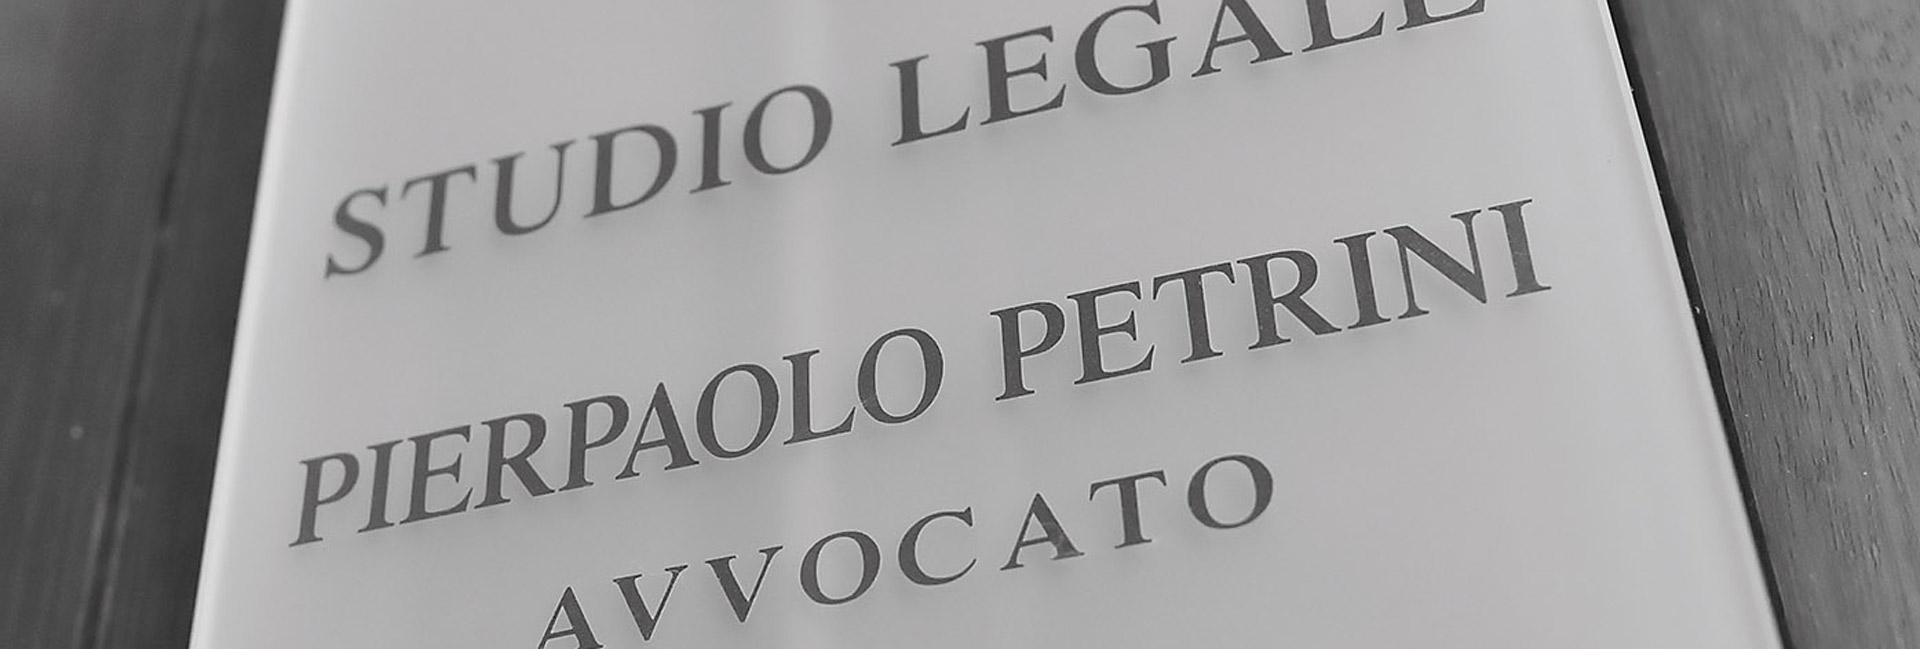 STUDIO LEGALE
PIERPAOLO PETRINI
AVVOCATO